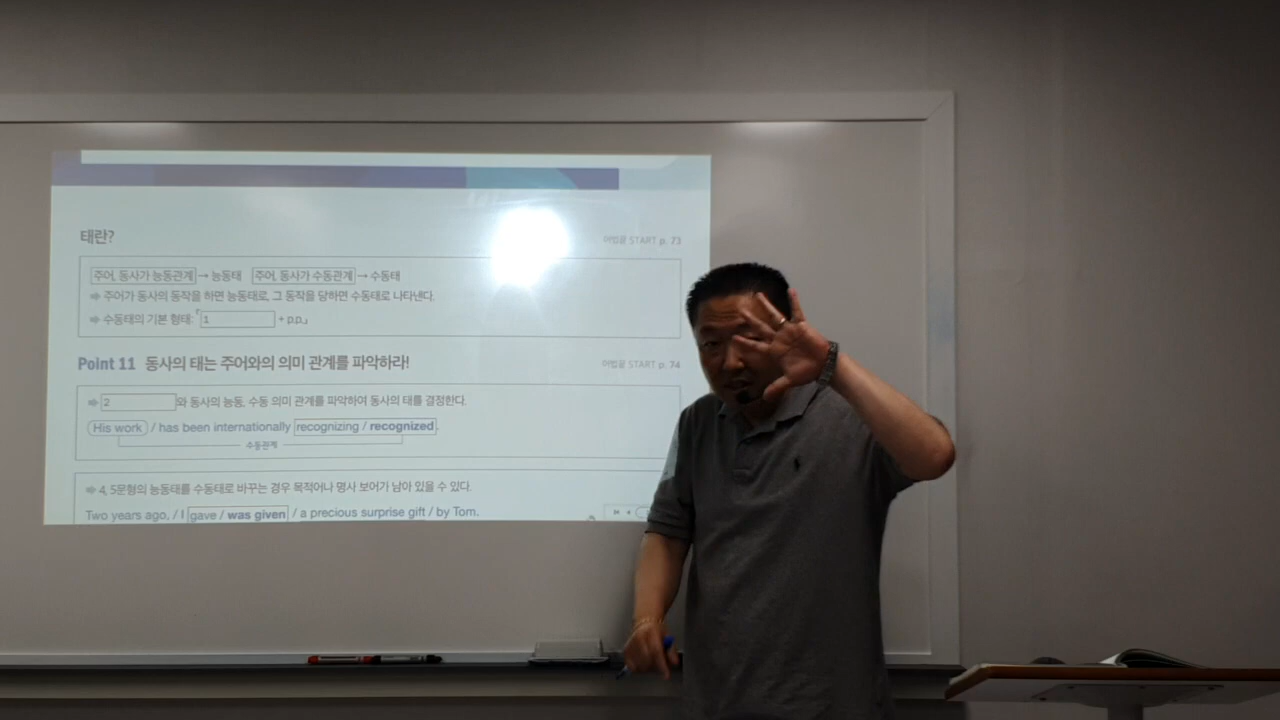 태란?
어법끝 START p. 73
주어, 동사가 능동관계 → 능동태 주어, 동사가 수동관계 → 수동태
➡ 주어가 동사의 동작을 하면 능동태로, 그 동작을 당하면 수동태로 나타낸다.
➡ 수동태의 기본 형태: 「1 + p.p.」
Point 11 동사의 태는 주어와의 의미 관계를 파악하라!
어법끝 START p. 74
➡ 2 와 동사의 능동, 수동 의미 관계를 파악하여 동사의 태를 결정한다.
His work / has been internationally recognizing / recognized.
수동관계
➡ 4, 5문형의 능동태를 수동태로 바꾸는 경우 목적어나 명사 보어가 남아 있을 수 있다.
Two years ago, / I gave / was given / a precious surprise gift / by Tom.